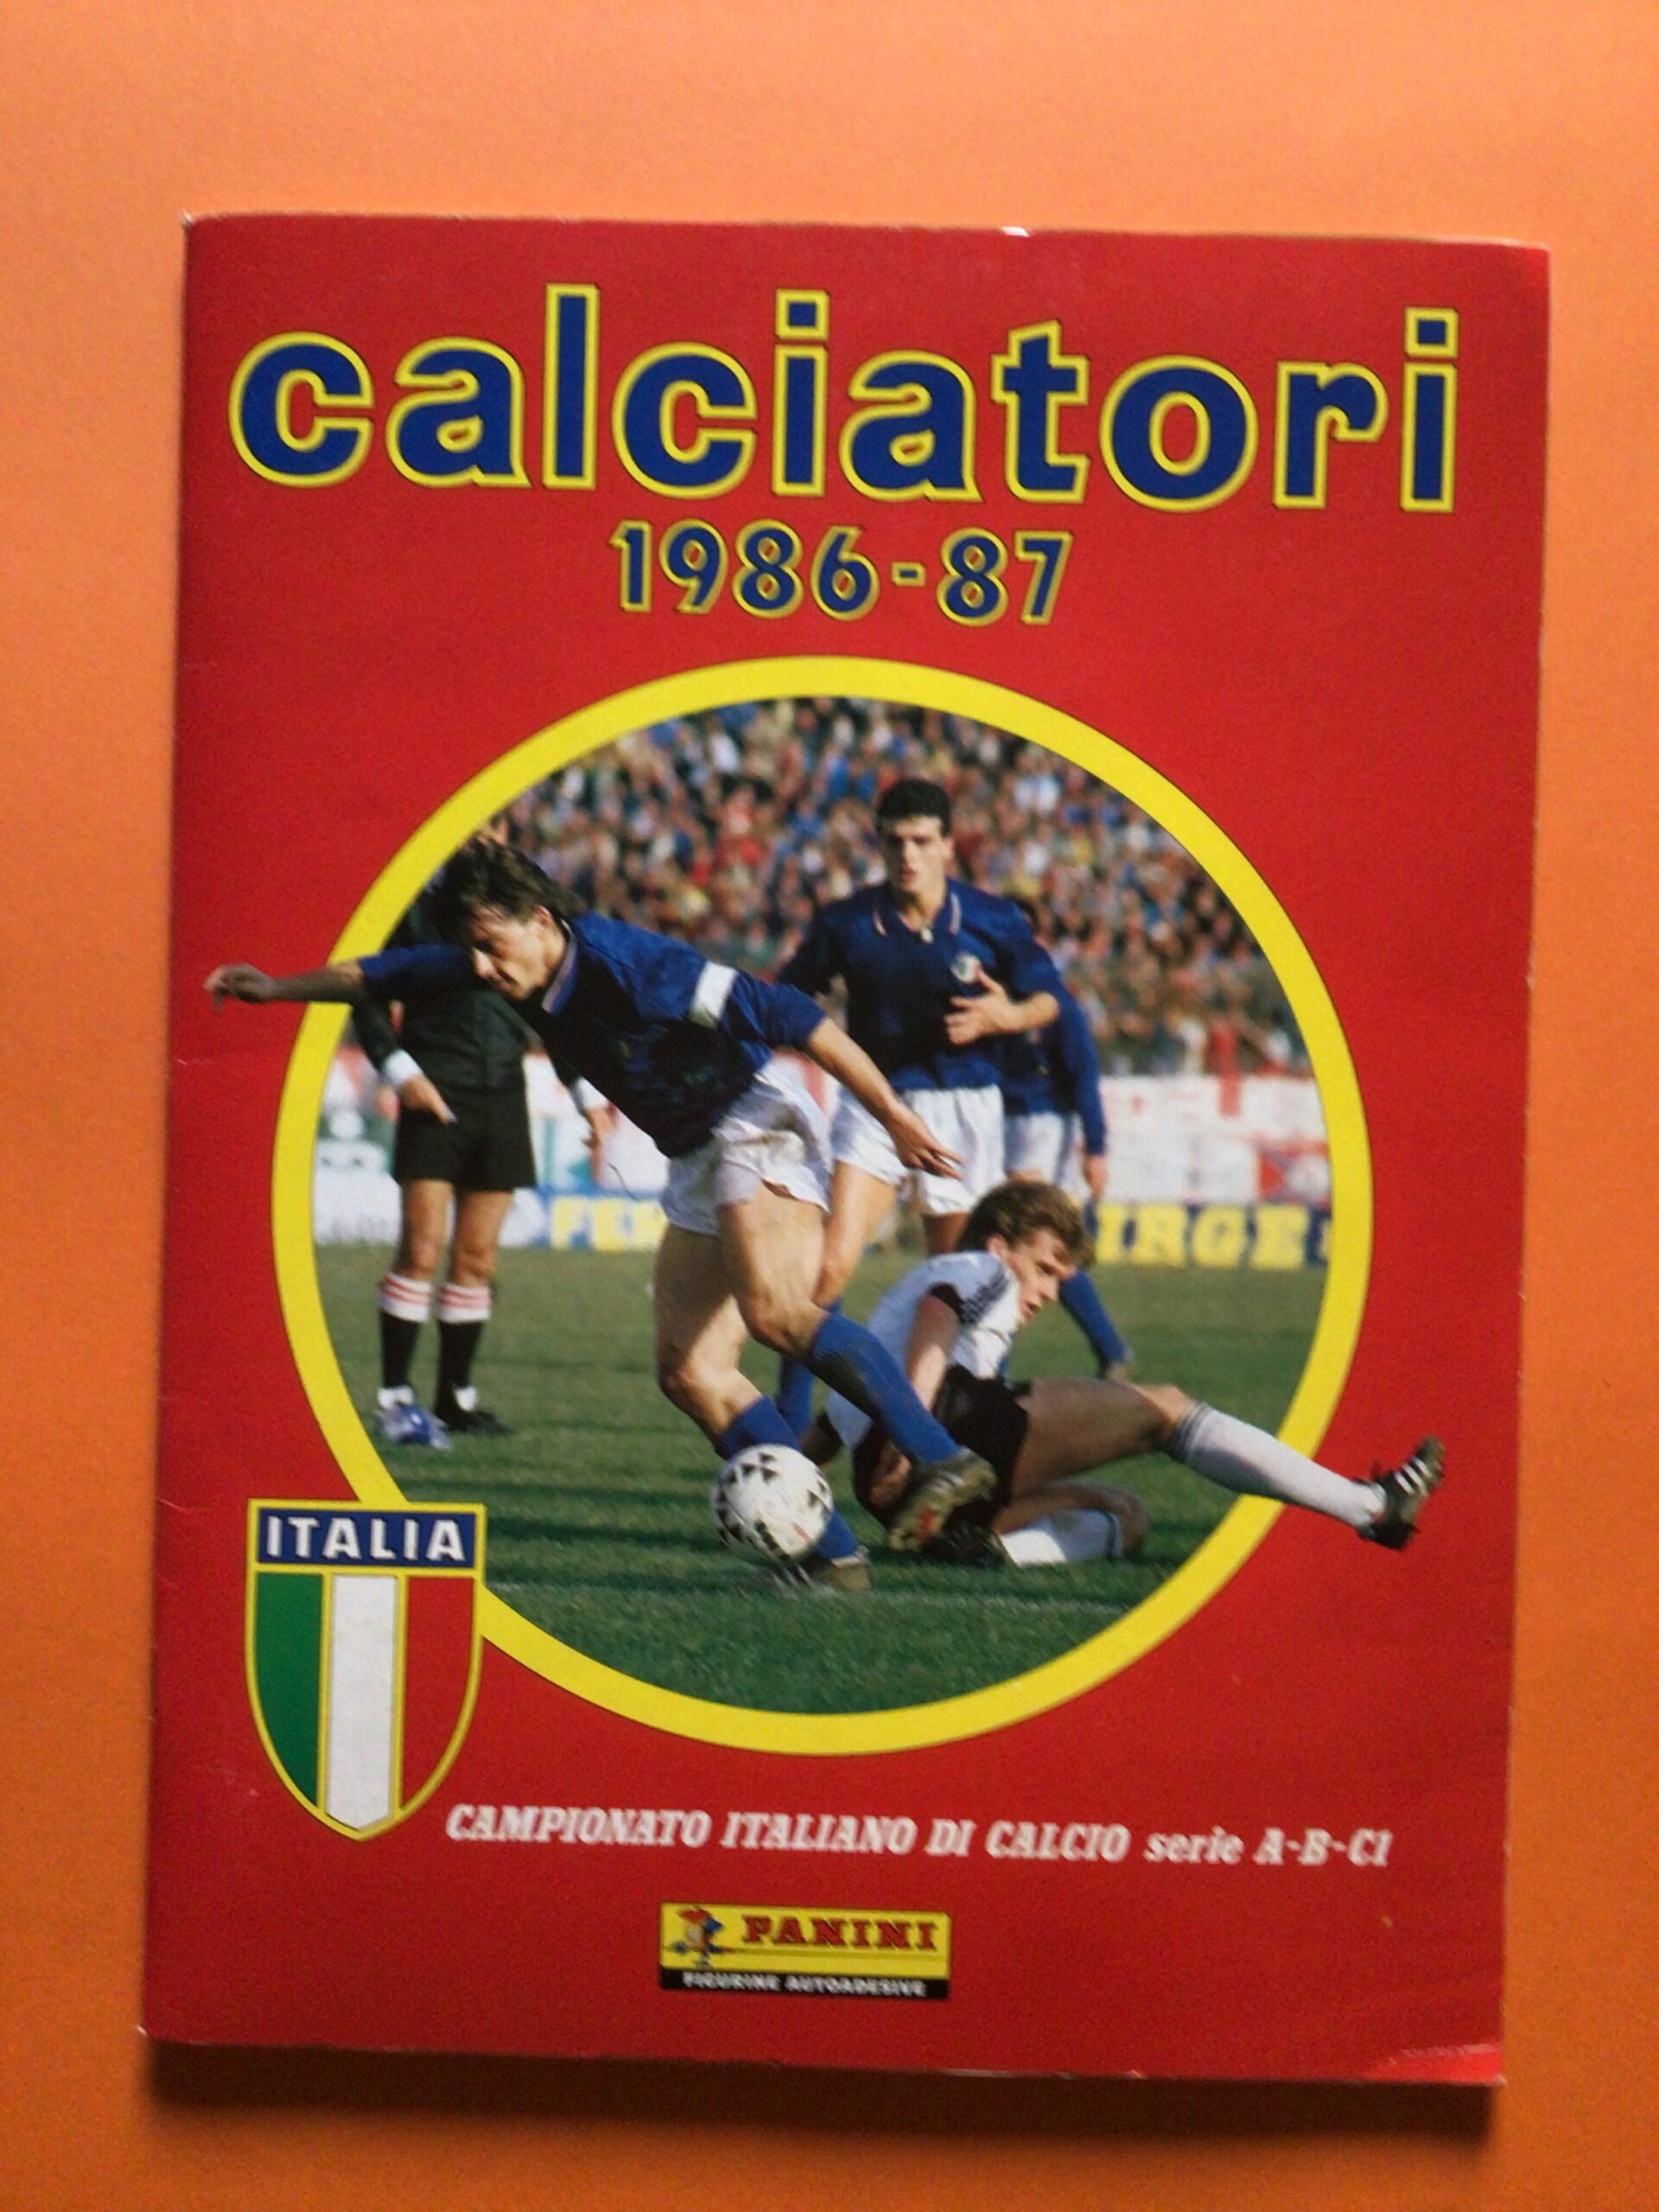 calciatori
1986-87
ITALIA
CAMPIONATO ITALIANO DI CALCIO serie A-B-C1
PANINI
FIGURINE AUTOADESIVE